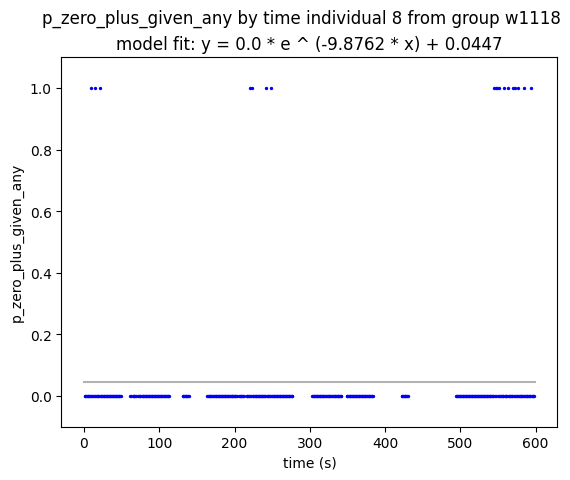 p_zero_plus_given_any by time individual 8 from group w1118
model fit: y = 0.0 * e ^ (-9.8762 * x) + 0.0447
p_zero_plus_given_any
1.0
0.8
0.6
0.4
0.2
0.0
0 100 200 300 400 500 600
time (s)